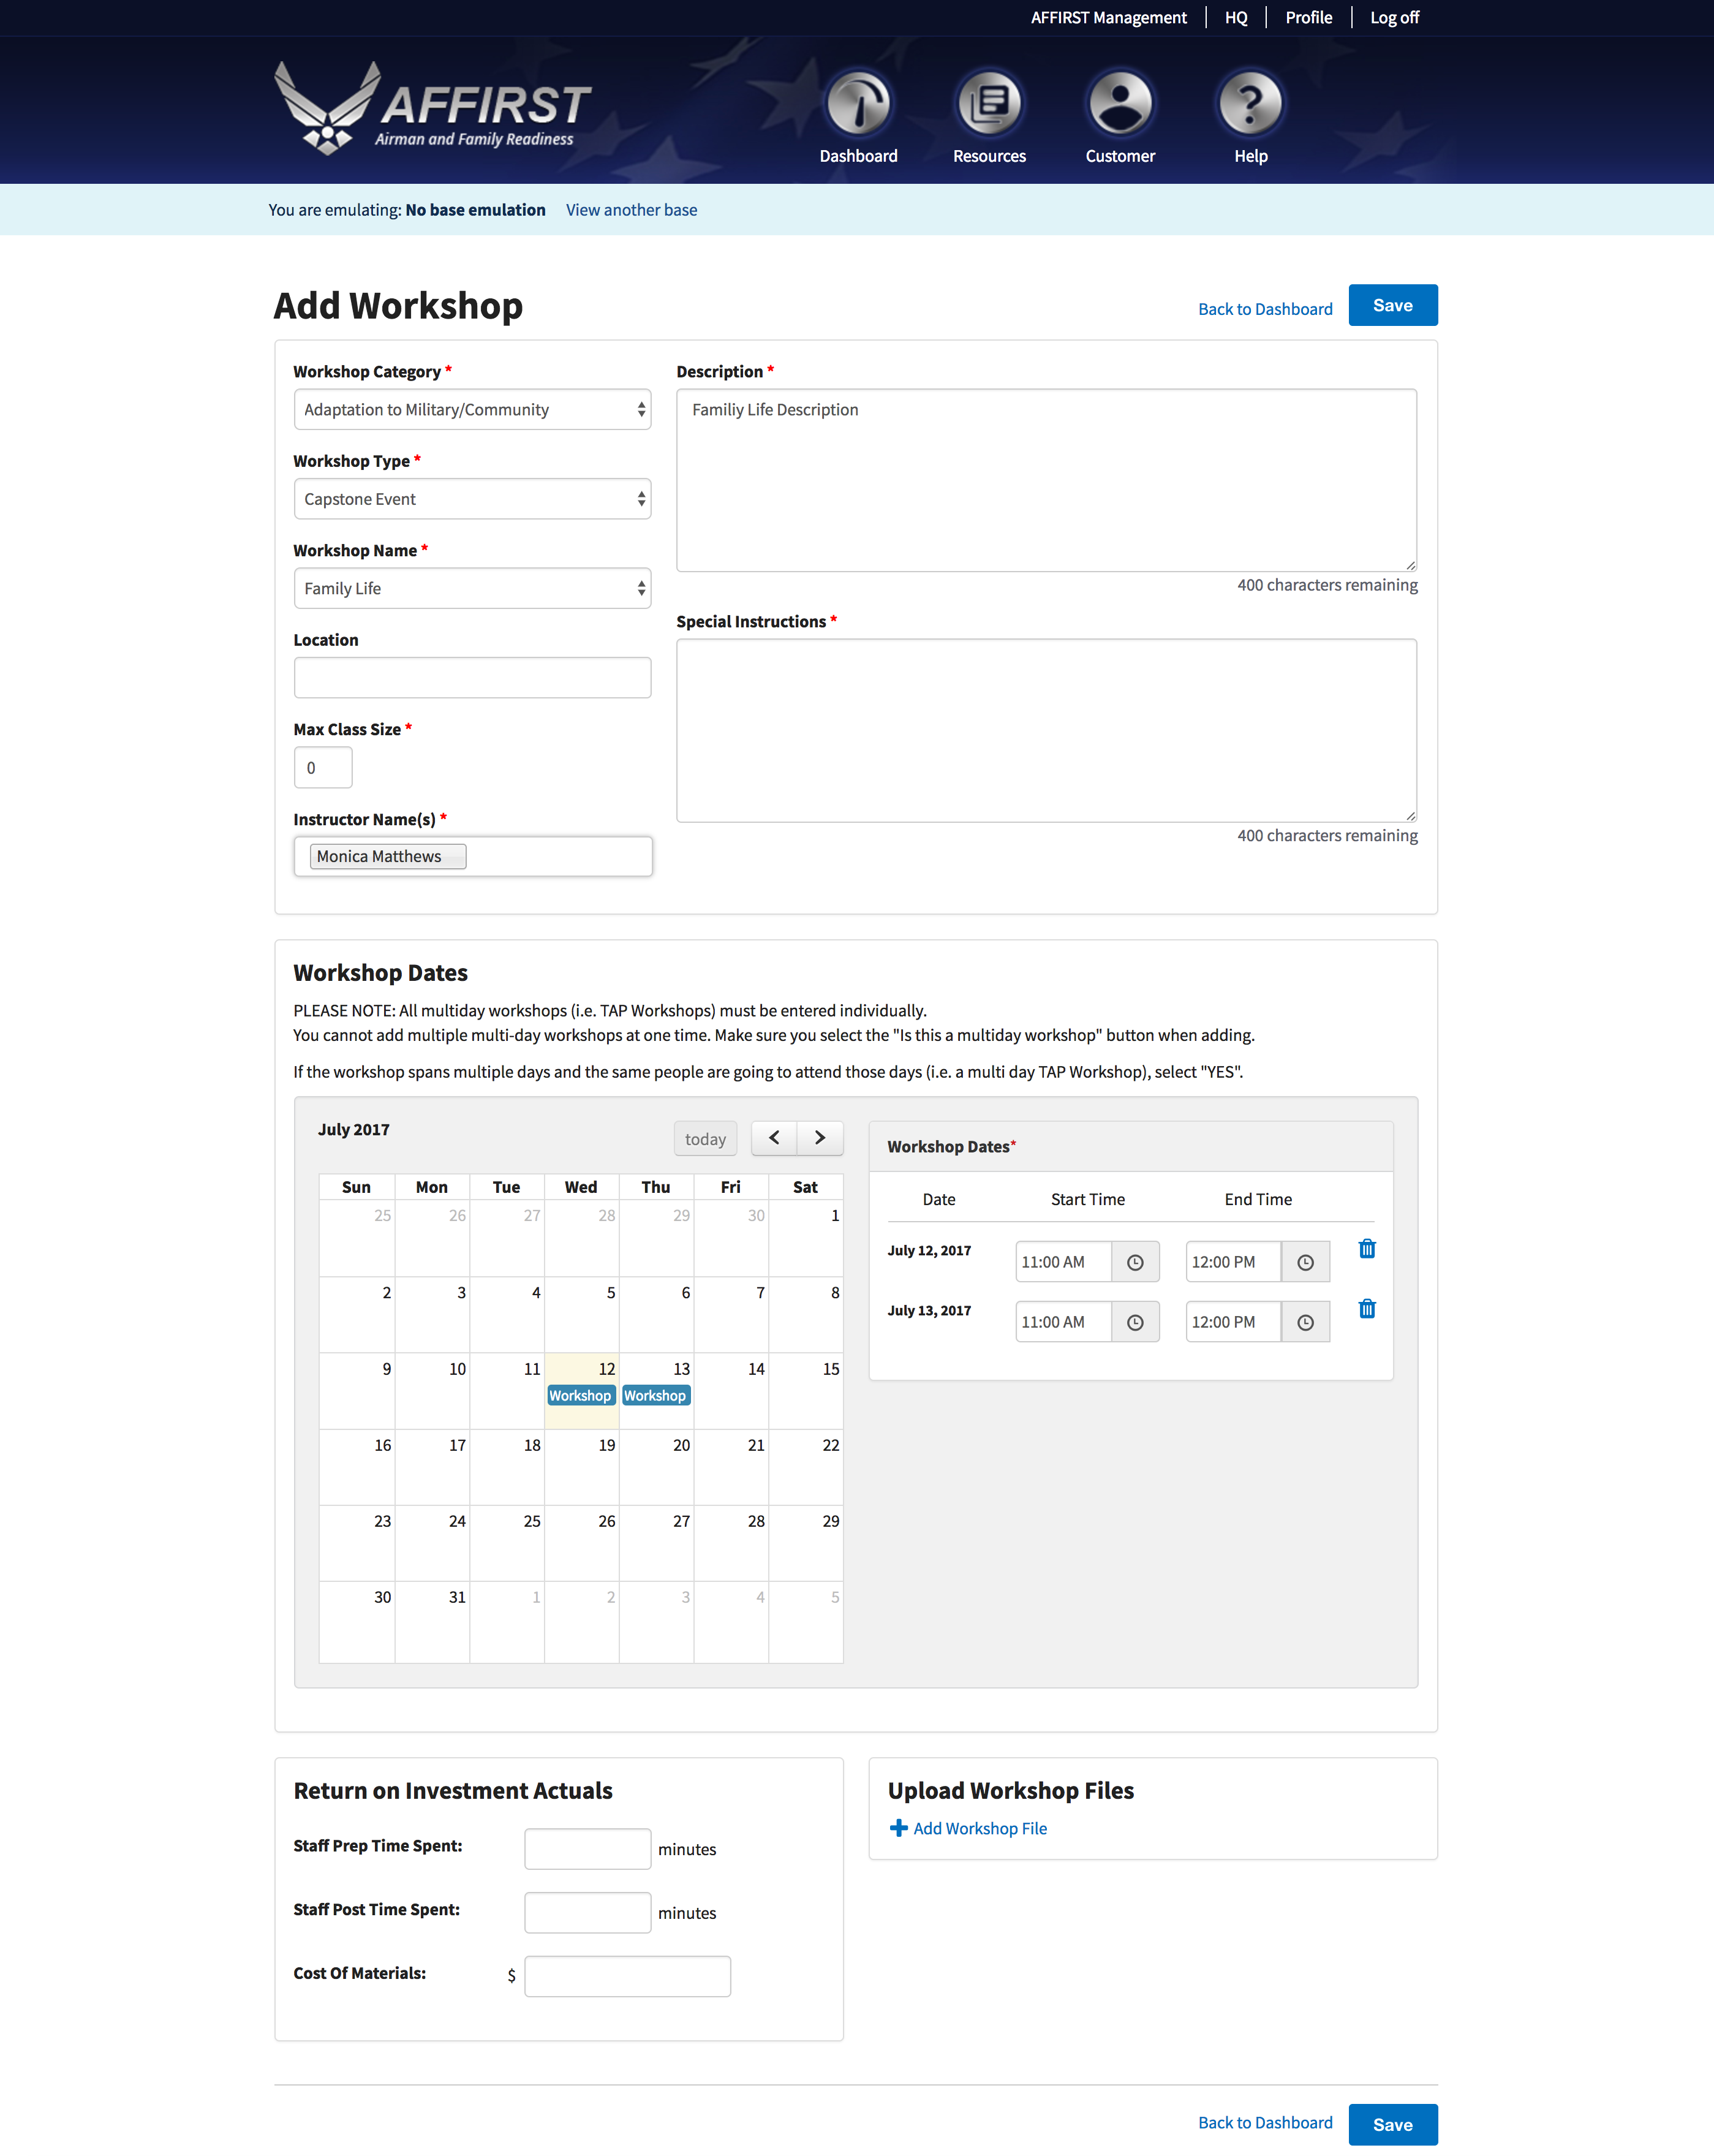 AFFIRST Management HQ Profile Log off
AFFIRST
Airman and Family Readiness
Dashboard Resources Customer Help
You are emulating: No base emulation View another base
Add Workshop
Back to Dashboard Save
Workshop Category *
Adaptation to Military/Community
Workshop Type *
Capstone Event
Workshop Name *
Family Life
Location
Max Class Size *
0
Instructor Name(s) *
Monica Matthews
Description *
Familiy Life Description
400 characters remaining
Special Instructions *
400 characters remaining
Workshop Dates
PLEASE NOTE: All multiday workshops (i.e. TAP Workshops) must be entered individually.
You cannot add multiple multi-day workshops at one time. Make sure you select the "Is this a multiday workshop" button when adding.
If the workshop spans multiple days and the same people are going to attend those days (i.e. a multi day TAP Workshop), select "YES".
July 2017 today
Sun Mon Tue Wed Thu Fri Sat
25 26 27 28 29 30 1
2 3 4 5 6 7 8
9 10 11 12 13 14 15
Workshop Workshop
16 17 18 19 20 21 22
23 24 25 26 27 28 29
30 31 1 2 3 4 5
Workshop Dates*
Date Start Time End Time
July 12, 2017 11:00 AM 12:00 PM
July 13, 2017 11:00 AM 12:00 PM
Return on Investment Actuals
Staff Prep Time Spent: minutes
Staff Post Time Spent: minutes
Cost Of Materials: $
Upload Workshop Files
Add Workshop File
Back to Dashboard Save